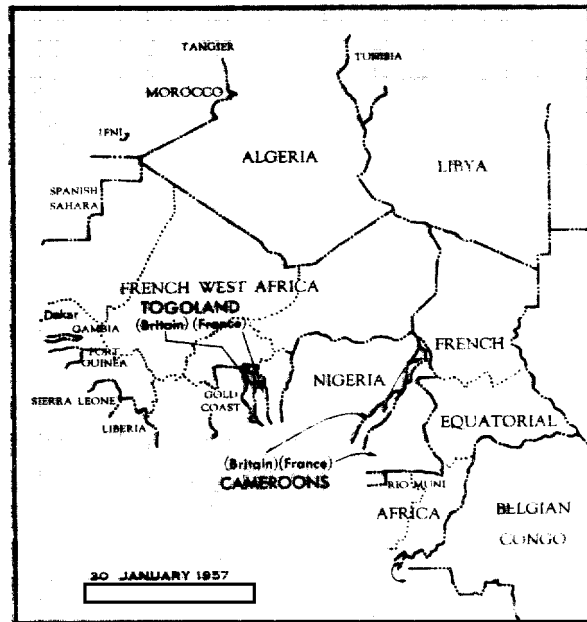 TANGIER
TUNISIA
MOROCCO
IFNI
ALGERIA
LIBYA
SPANISH
SAHARA
FRENCH WEST AFRICA
TOGOLAND
(Britain) (France)
Dakar
GAMBIA
PORT
GUINEA
SIERRA LEONE
LIBERIA
GOLD
COAST
NIGERIA
FRENCH
EQUATORIAL
AFRICA
(Britain) (France)
CAMEROONS
RIO MUNI
BELGIAN
CONGO
20 JANUARY 1957